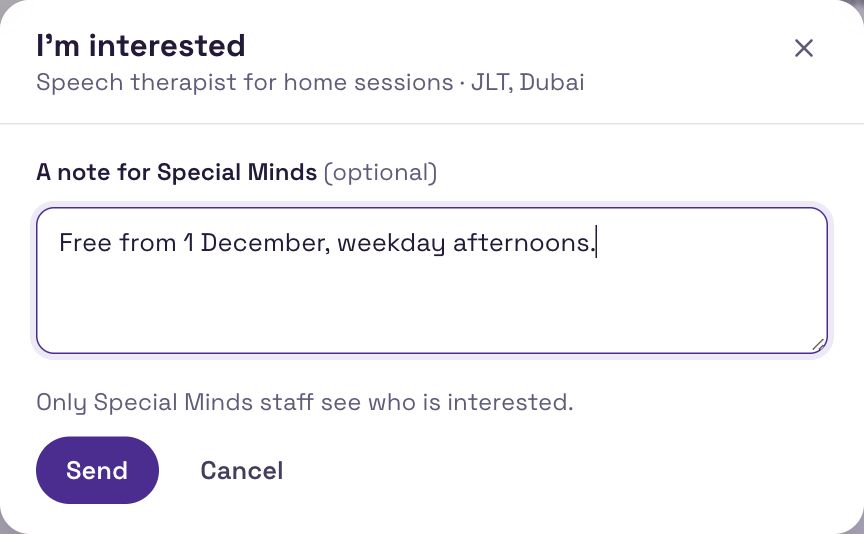 I'm interested
Speech therapist for home sessions · JLT, Dubai
A note for Special Minds (optional)
Free from 1 December, weekday afternoons.
Only Special Minds staff see who is interested.
Send
Cancel